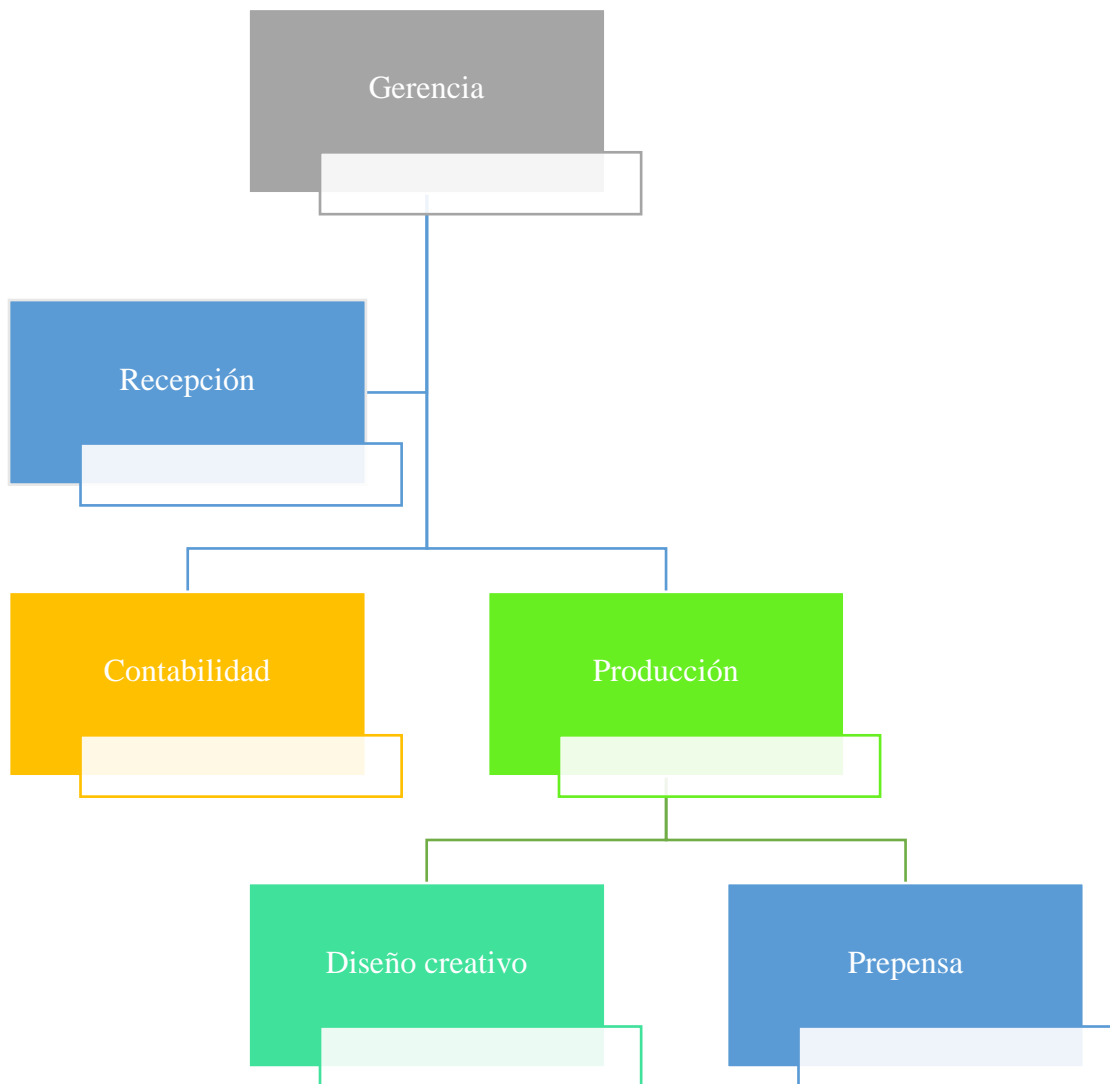 Gerencia
Recepción
Contabilidad
Producción
Diseño creativo
Prepensa